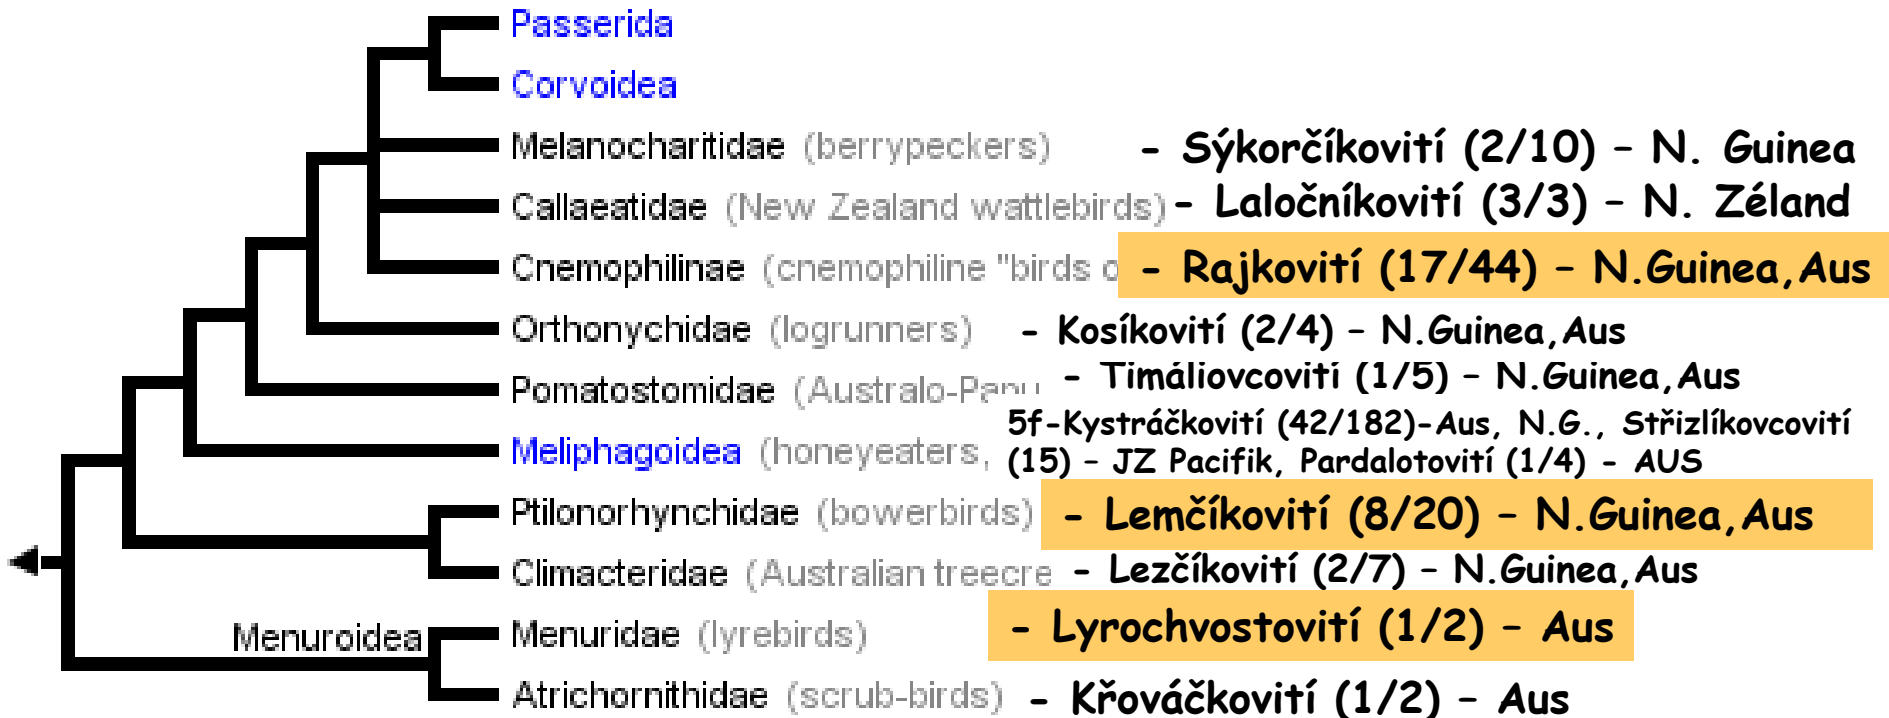 Passerida
Corvoidea
Melanocharitidae (berrypeckers) - Sýkorčíkovití (2/10) – N. Guinea
Callaeatidae (New Zealand wattlebirds) - Laločníkovití (3/3) – N. Zéland
Cnemophilinae (cnemophiline "birds - Rajkovití (17/44) – N.Guinea,Aus
Orthonychidae (logrunners) - Kosíkovití (2/4) – N.Guinea,Aus
Pomatostomidae (Australo- - Timáliovcovití (1/5) – N.Guinea,Aus
5f-Kystráčkovití (42/182)-Aus, N.G., Střizlíkovcovití
Meliphagoidea (honeyeaters, (15) – JZ Pacifik, Pardalotovití (1/4) - AUS
Ptilonorhynchidae (bowerbirds) - Lemčíkovití (8/20) – N.Guinea,Aus
Climacteridae (Australian treecre - Lezčíkovití (2/7) – N.Guinea,Aus
Menuroidea Menuridae (lyrebirds) - Lyrochvostovití (1/2) – Aus
Atrichornithidae (scrub-birds) - Křováčkovití (1/2) – Aus